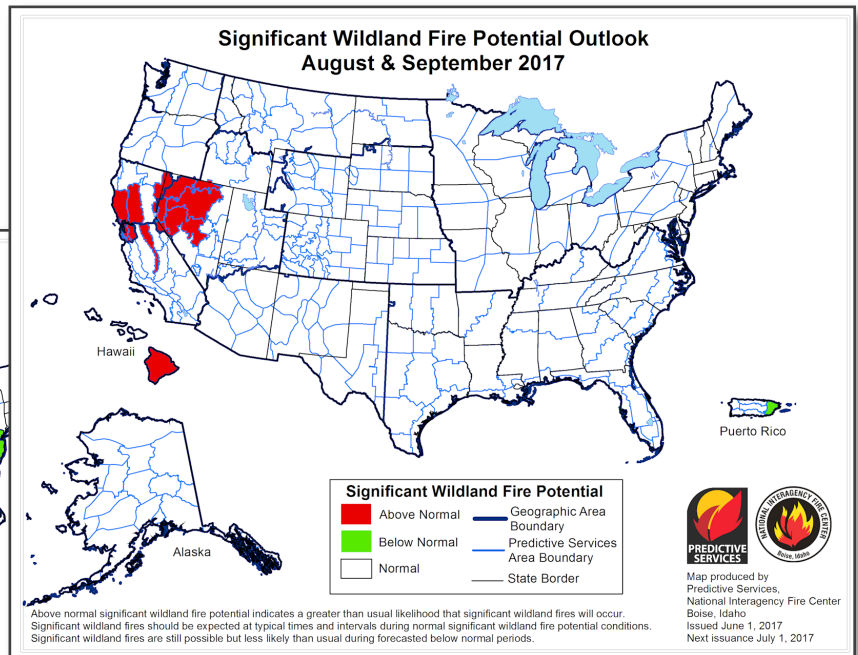 Significant Wildland Fire Potential Outlook
August & September 2017
Hawaii
Alaska
Puerto Rico
Significant Wildland Fire Potential
Above Normal
Below Normal
Normal
Geographic Area
Boundary
Predictive Services
Area Boundary
State Border
PREDICTIVE
SERVICES
NATIONAL INTERAGENCY FIRE CENTER
Boise, Idaho
Map produced by
Predictive Services,
National Interagency Fire Center
Boise, Idaho
Issued June 1, 2017
Next issuance July 1, 2017
Above normal significant wildland fire potential indicates a greater than usual likelihood that significant wildland fires will occur.
Significant wildland fires should be expected at typical times and intervals during normal significant wildland fire potential conditions.
Significant wildland fires are still possible but less likely than usual during forecasted below normal periods.